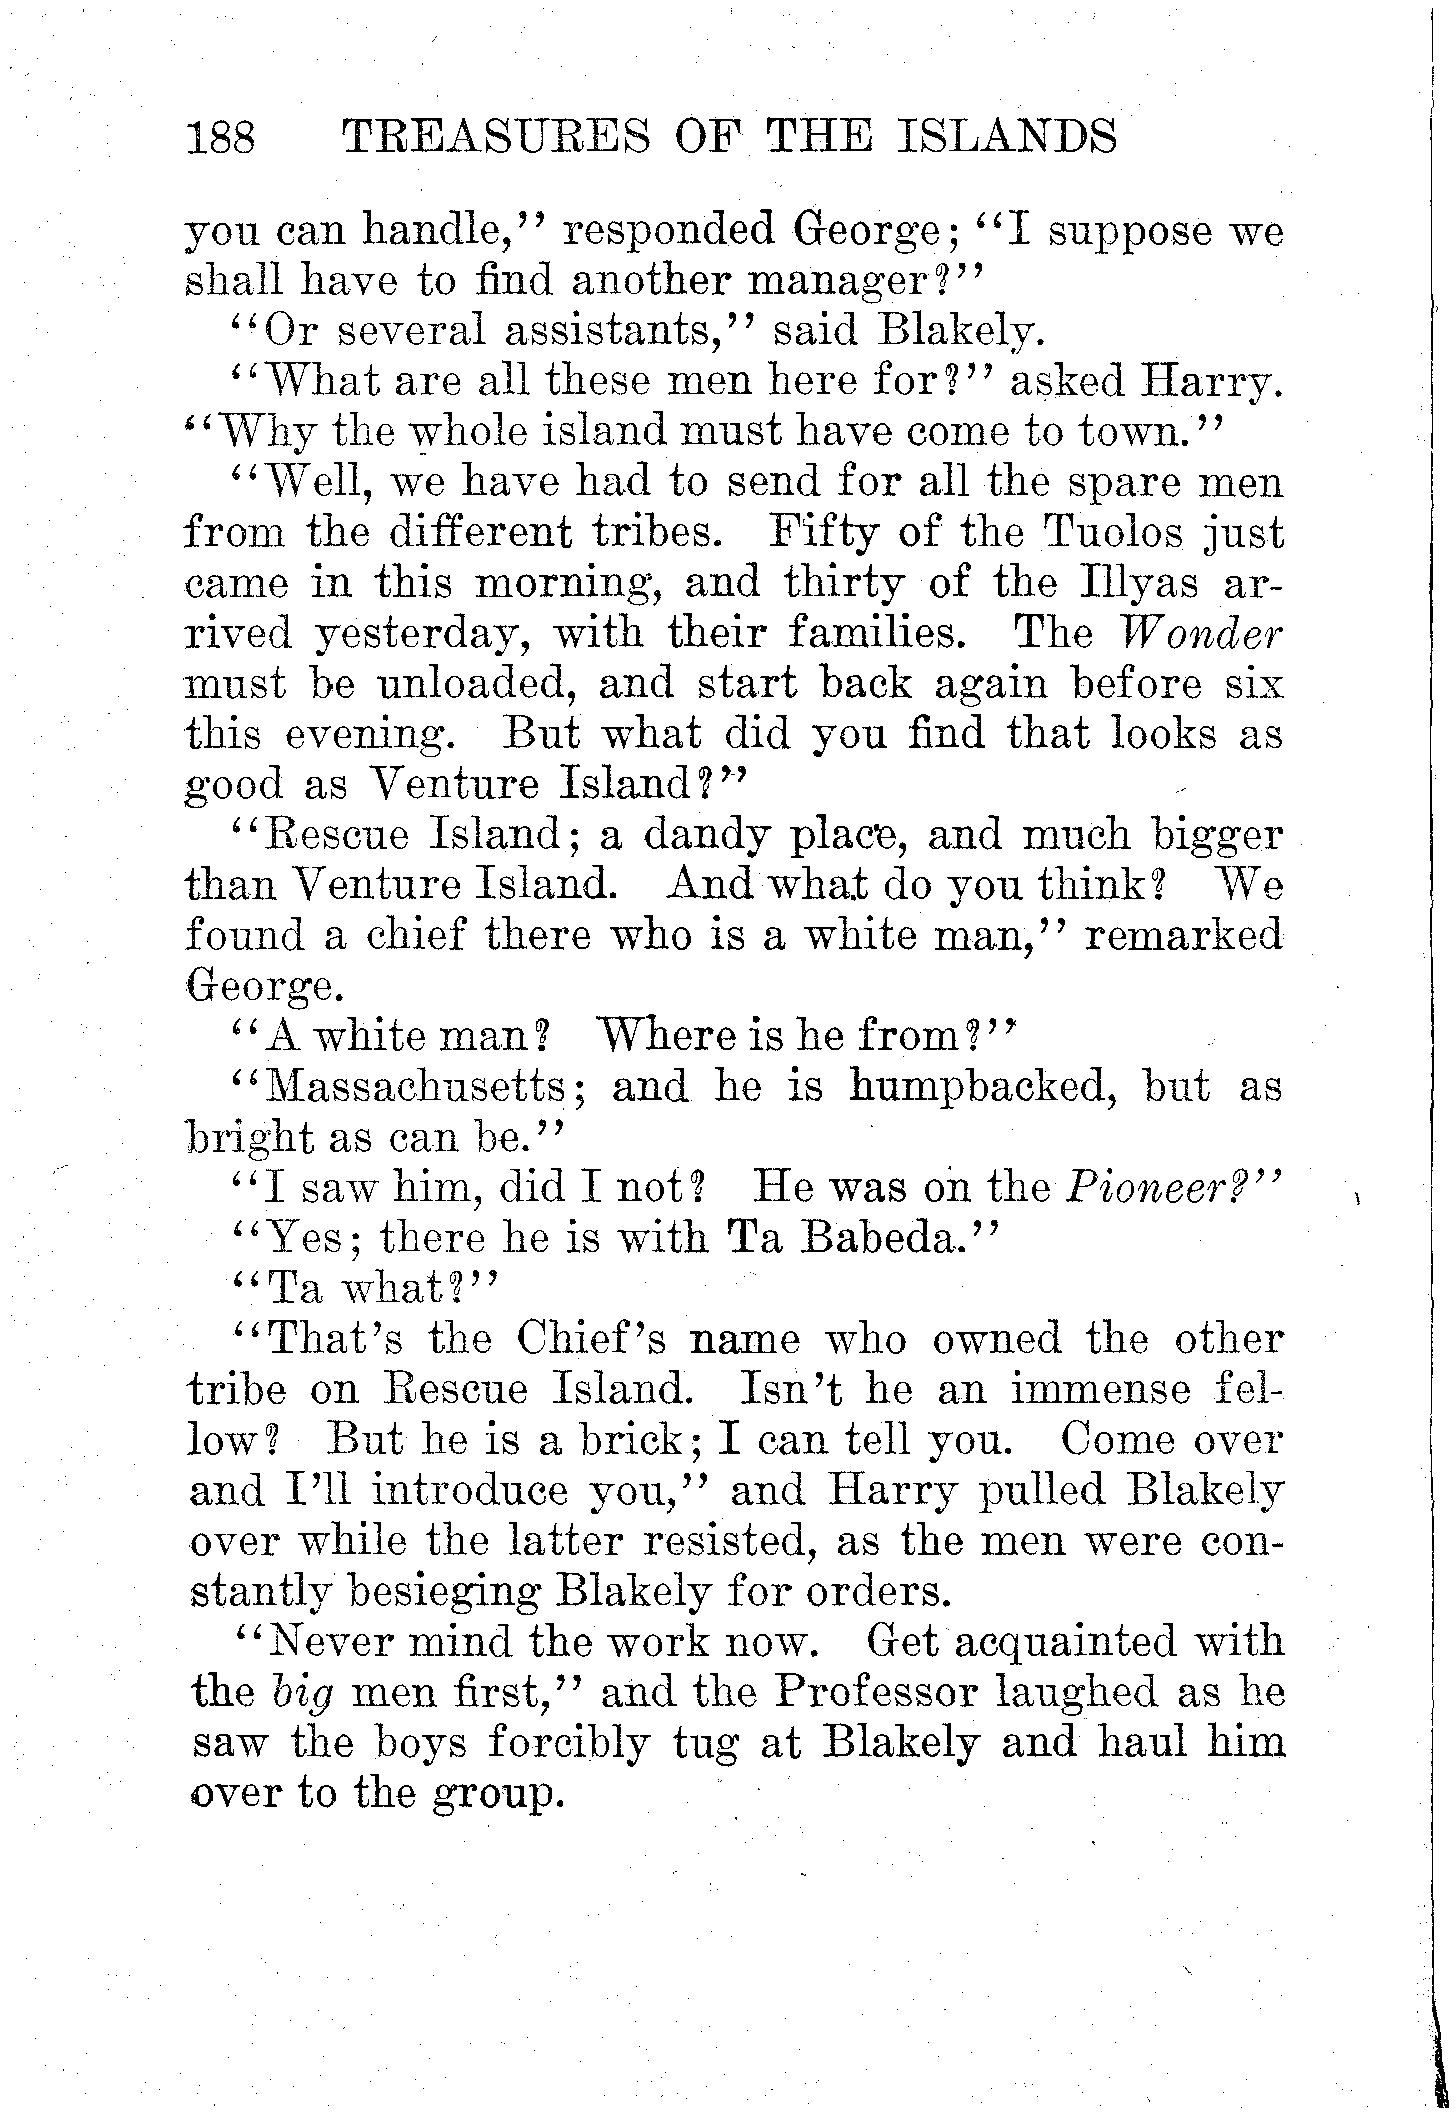 188 TREASURES OF THE ISLANDS
you can handle," responded George; "I suppose we
shall have to find another manager?"
"Or several assistants," said Blakely.
"What are all these men here for?" asked Harry.
"Why the whole island must have come to town."
"Well, we have had to send for all the spare men
from the different tribes. Fifty of the Tuolos just
came in this morning, and thirty of the Illyas ar-
rived yesterday, with their families. The Wonder
must be unloaded, and start back again before six
this evening. But what did you find that looks as
good as Venture Island?"
"Rescue Island; a dandy place, and much bigger
than Venture Island. And what do you think? We
found a chief there who is a white man," remarked
George.
"A white man? Where is he from?"
"Massachusetts; and he is humpbacked, but as
bright as can be."
"I saw him, did I not? He was on the Pioneer?"
"Yes; there he is with Ta Babeda."
"Ta what?"
"That's the Chief's name who owned the other
tribe on Rescue Island. Isn't he an immense fel-
low? But he is a brick; I can tell you. Come over
and I'll introduce you," and Harry pulled Blakely
over while the latter resisted, as the men were con-
stantly besieging Blakely for orders.
"Never mind the work now. Get acquainted with
the big men first," and the Professor laughed as he
saw the boys forcibly tug at Blakely and haul him
over to the group.